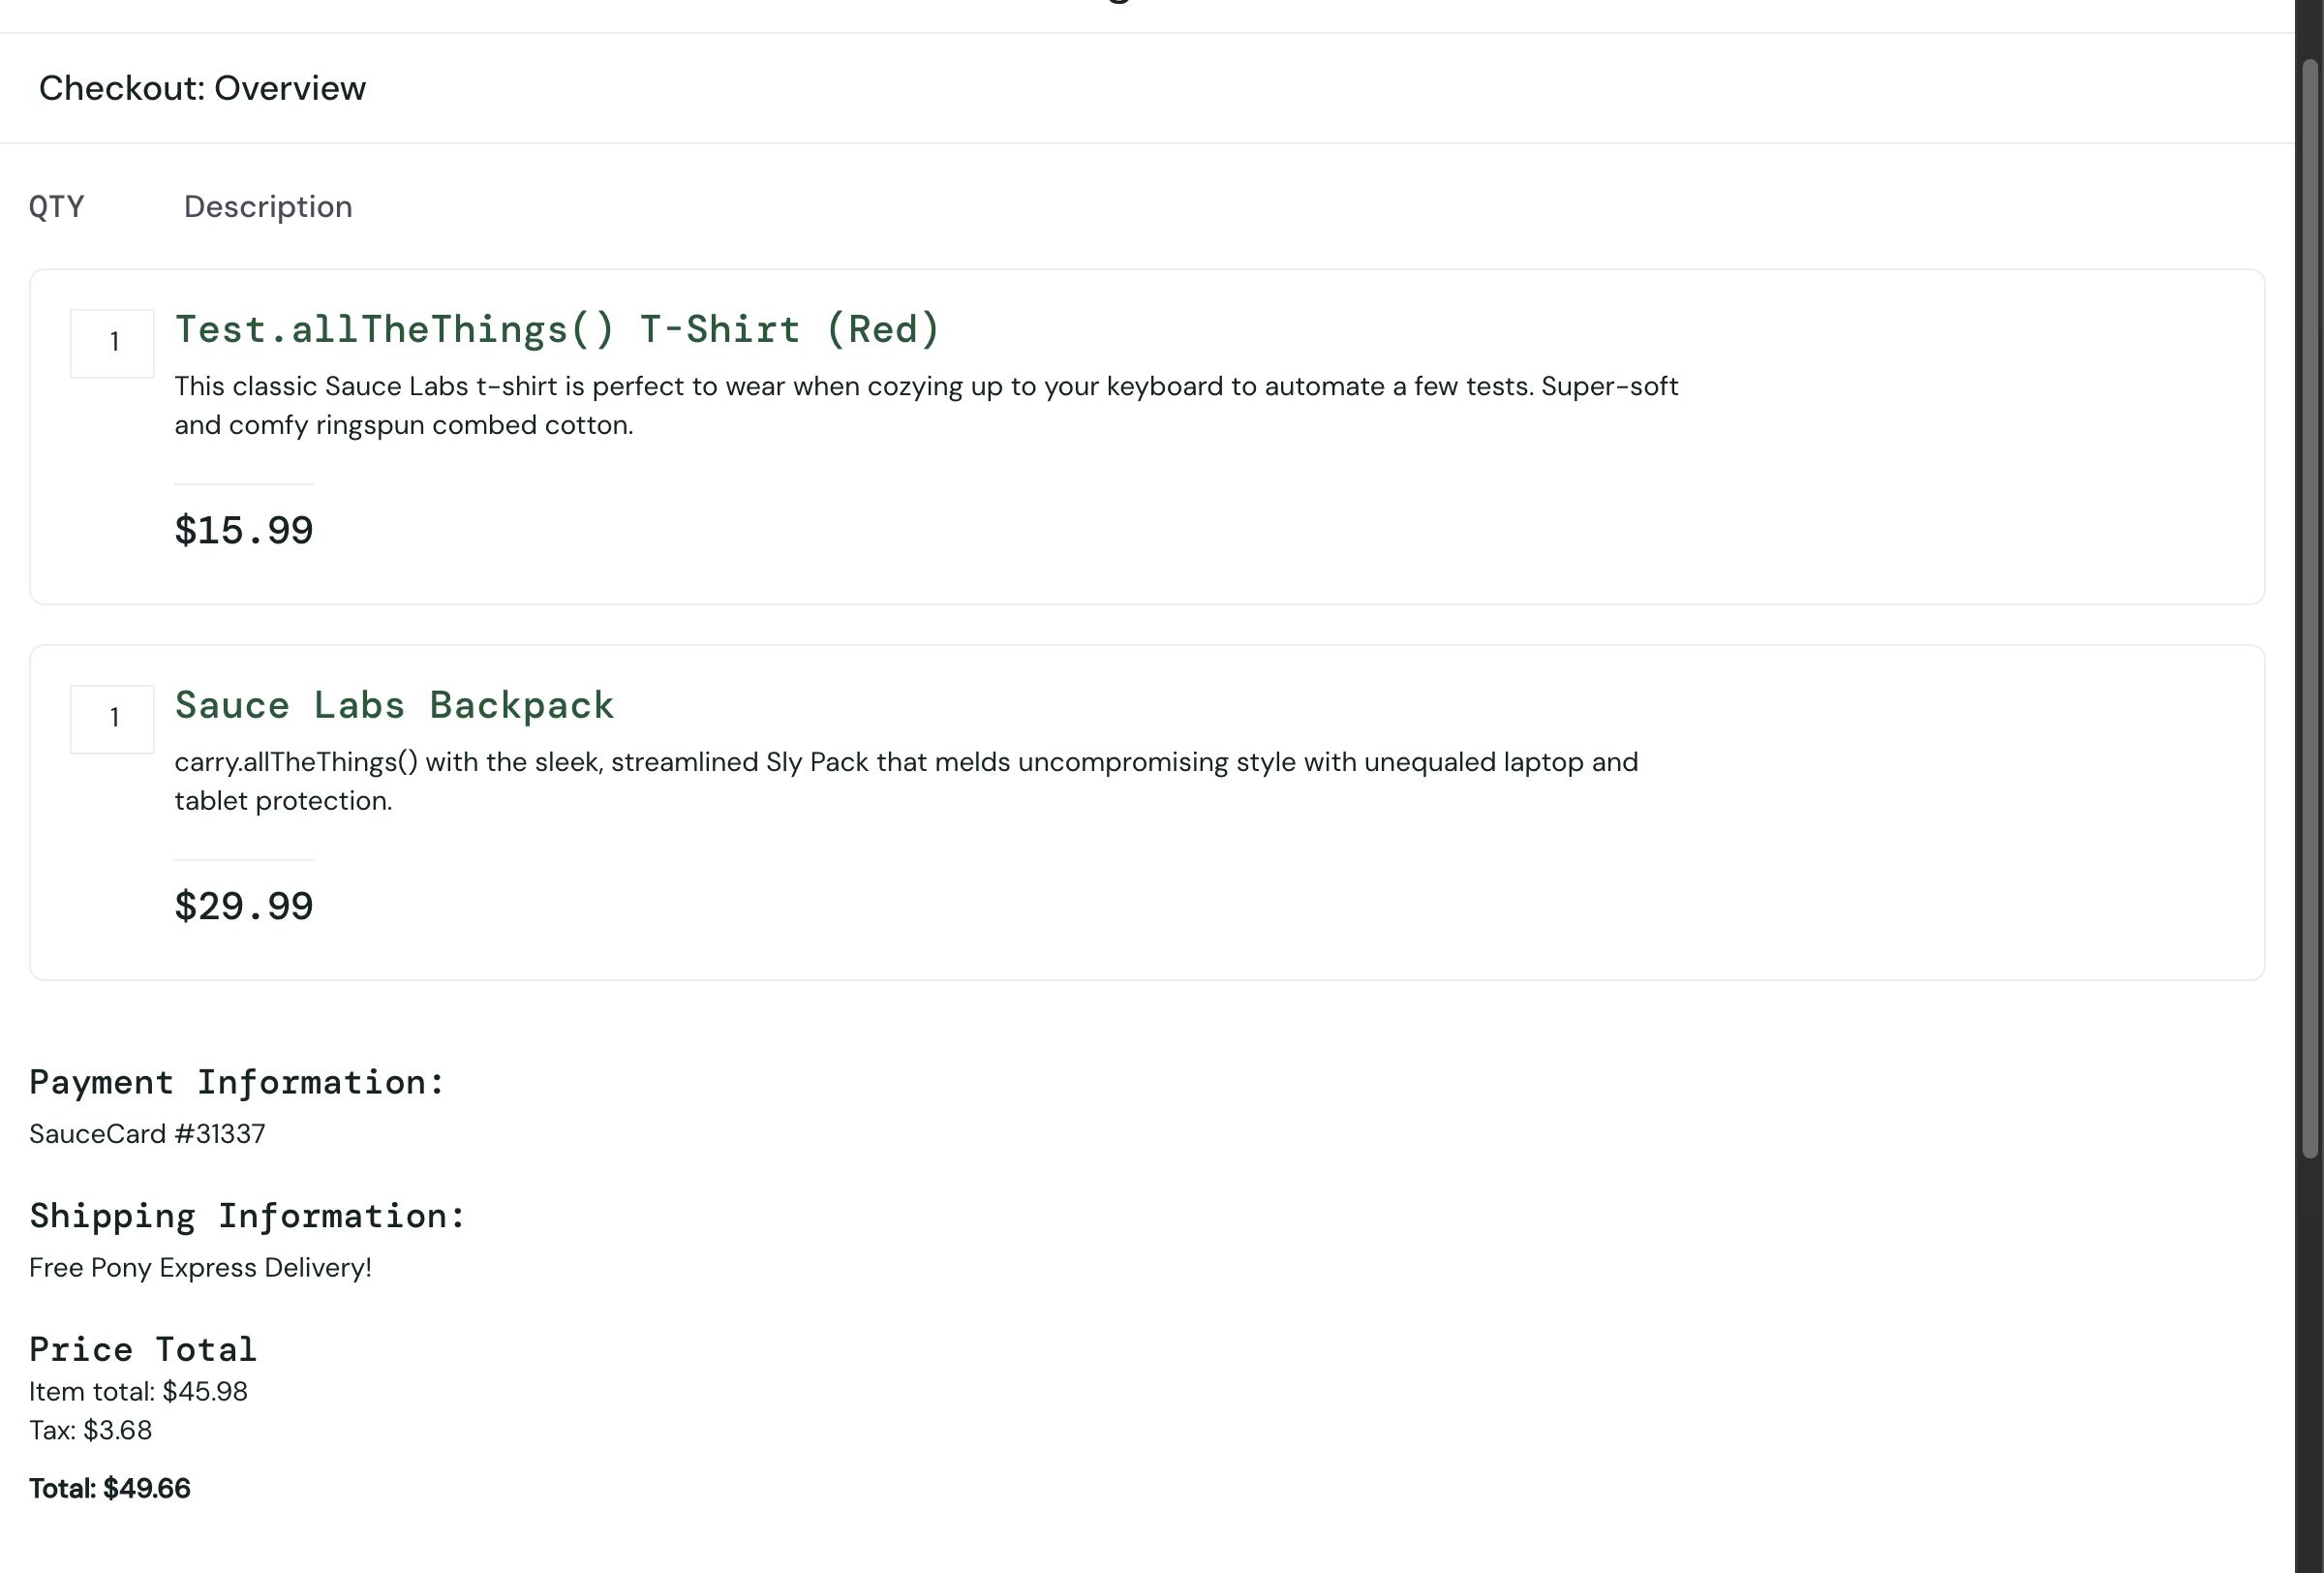 Checkout: Overview
QTY Description
1 Test.allTheThings() T-Shirt (Red)
This classic Sauce Labs t-shirt is perfect to wear when cozying up to your keyboard to automate a few tests. Super-soft
and comfy ringspun combed cotton.
$15.99
1 Sauce Labs Backpack
carry.allTheThings() with the sleek, streamlined Sly Pack that melds uncompromising style with unequaled laptop and
tablet protection.
$29.99
Payment Information:
SauceCard #31337
Shipping Information:
Free Pony Express Delivery!
Price Total
Item total: $45.98
Tax: $3.68
Total: $49.66